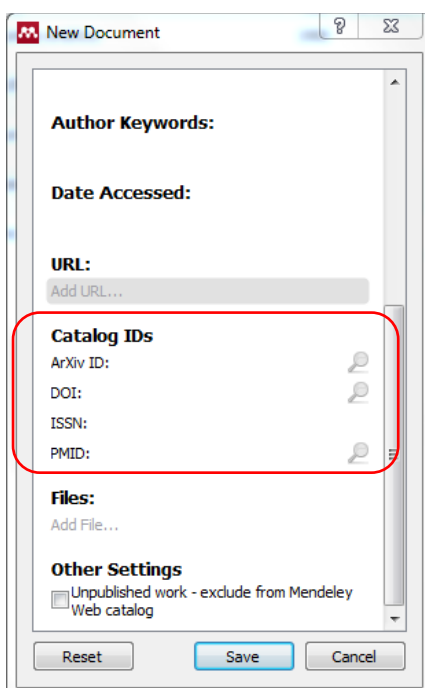 New Document
Author Keywords:
Date Accessed:
URL:
Add URL...
Catalog IDs
ArXiv ID:
DOI:
ISSN:
PMID:
Files:
Add File...
Other Settings
Unpublished work - exclude from Mendeley
Web catalog
Reset Save Cancel